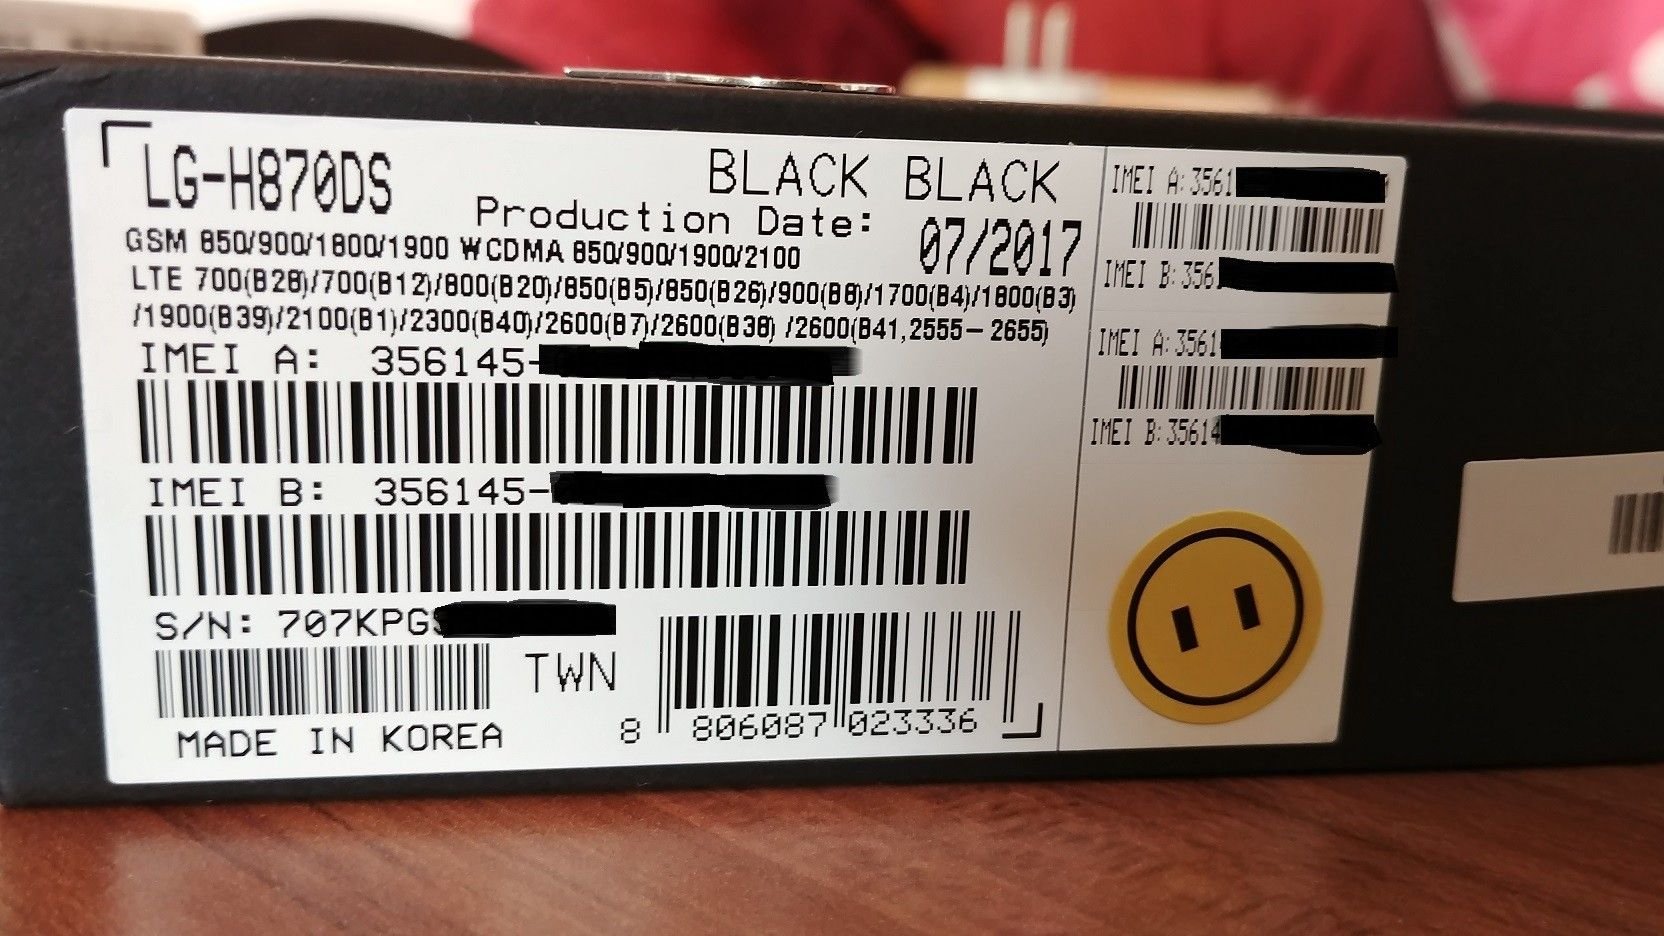 LG-H870DS
BLACK BLACK
Production Date: 07/2017
GSM 850/900/1800/1900 WCDMA 850/900/1900/2100
LTE 700(B28)/700(B12)/800(B20)/850(B5)/850(B26)/900(B8)/1700(B4)/1800(B3)
/1900(B39)/2100(B1)/2300(B40)/2600(B7)/2600(B38) /2600(B41,2555-2655)
IMEI A: 356145-
IMEI B: 356145-
S/N: 707KPG
TWN
MADE IN KOREA
8 806087 023336
IMEI A: 3561
IMEI B: 356
IMEI A: 3561
IMEI B: 35614